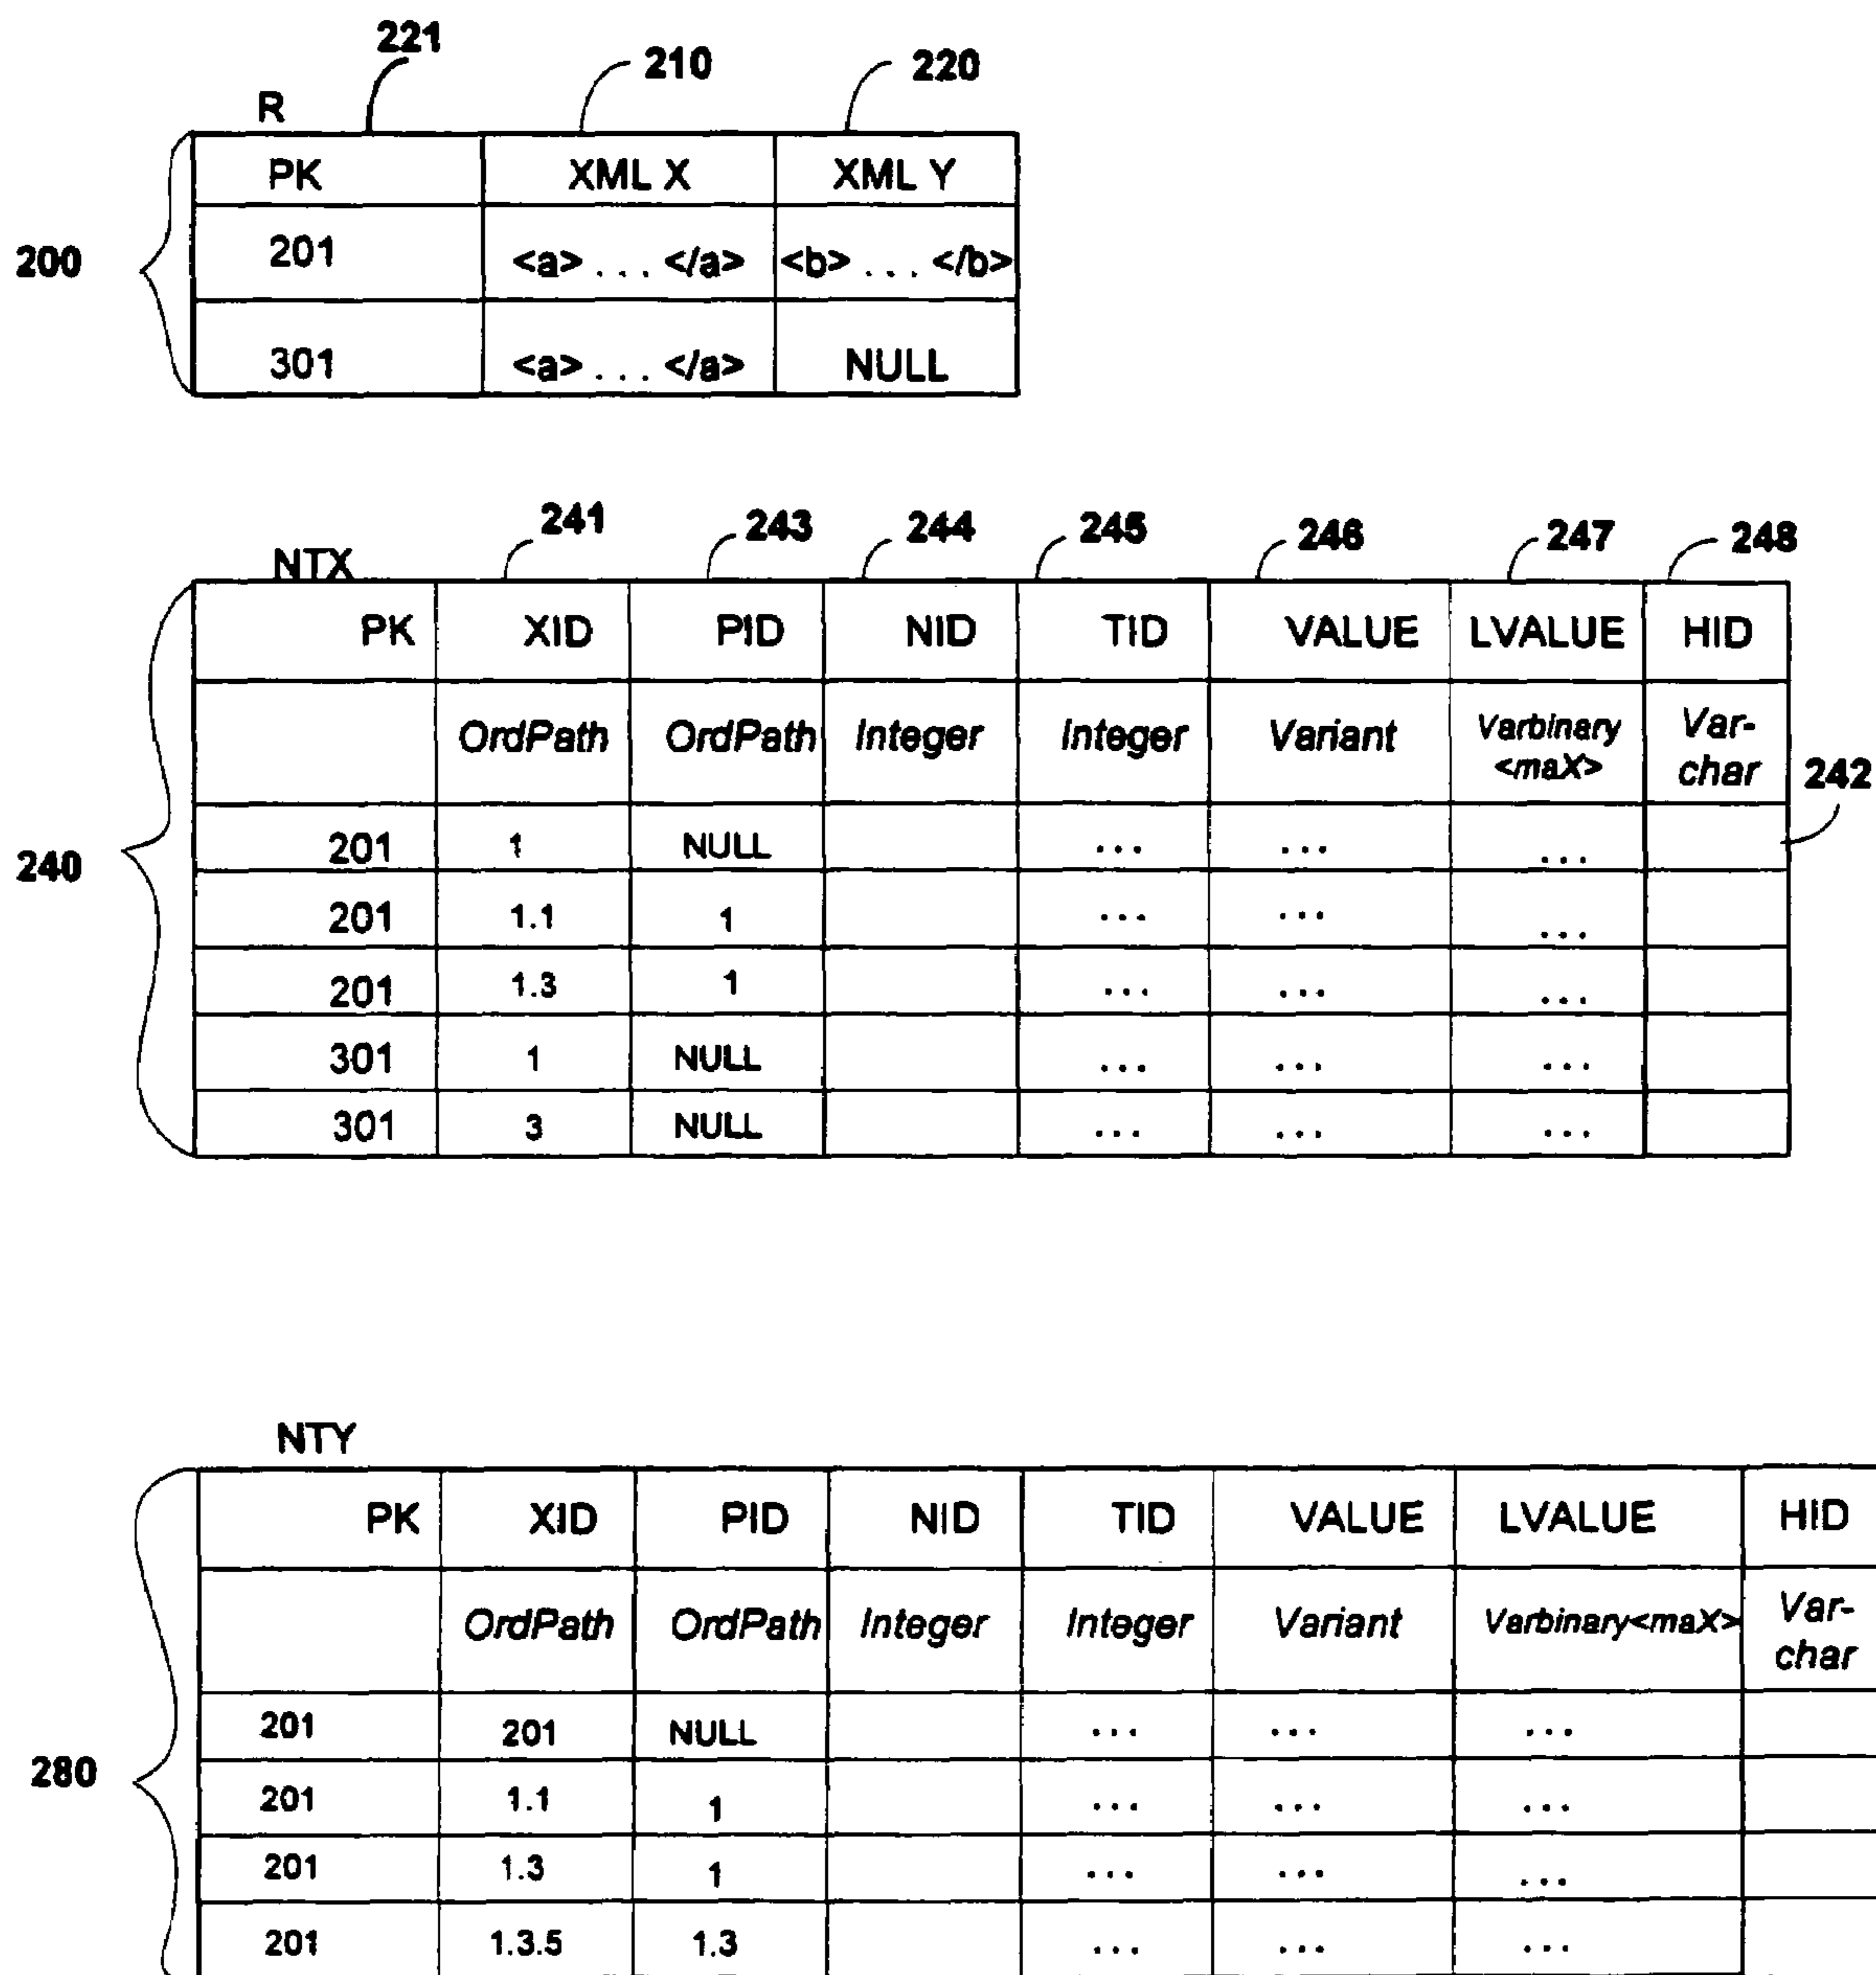 221
210
220
R
PK XML X XML Y
200
201 <a> ... </a> <b> ... </b>
301 <a> ... </a> NULL
241 243 244 245 246 247 248
NTX
PK XID PID NID TID VALUE LVALUE HID
OrdPath OrdPath Integer Integer Variant Varbinary <maX> Var-char
242
240
201 1 NULL ... ... ...
201 1.1 1 ... ... ...
201 1.3 1 ... ... ...
301 1 NULL ... ... ...
301 3 NULL ... ... ...
NTY
PK XID PID NID TID VALUE LVALUE HID
OrdPath OrdPath Integer Integer Variant Varbinary<maX> Var-char
280
201 201 NULL ... ... ...
201 1.1 1 ... ... ...
201 1.3 1 ... ... ...
201 1.3.5 1.3 ... ... ...